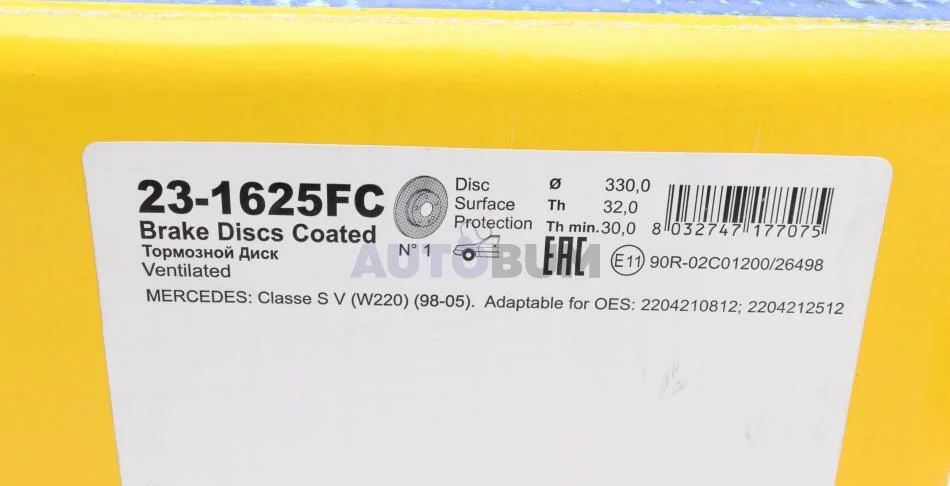 23-1625FC
Brake Discs Coated
Тормозной Диск
Ventilated
N° 1
Disc
Surface
Protection
Ø 330,0
Th 32,0
Th min. 30,0
8 032747 177075
EAC
E11 90R-02C01200/26498
AUTOBUM
MERCEDES: Classe S V (W220) (98-05). Adaptable for OES: 2204210812; 2204212512